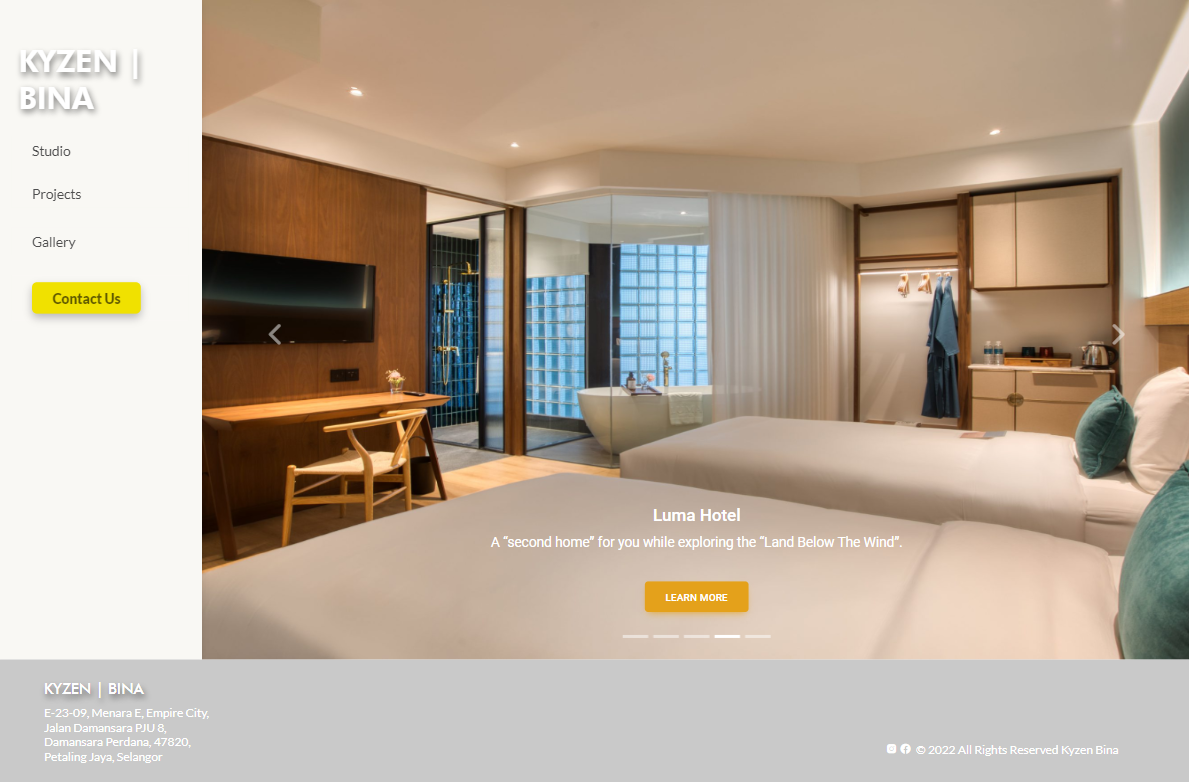 KYZEN |
BINA
Studio
Projects
Gallery
Contact Us
Luma Hotel
A “second home” for you while exploring the “Land Below The Wind”.
LEARN MORE
KYZEN | BINA
E-23-09, Menara E, Empire City,
Jalan Damansara PJU 8,
Damansara Perdana, 47820,
Petaling Jaya, Selangor
© 2022 All Rights Reserved Kyzen Bina